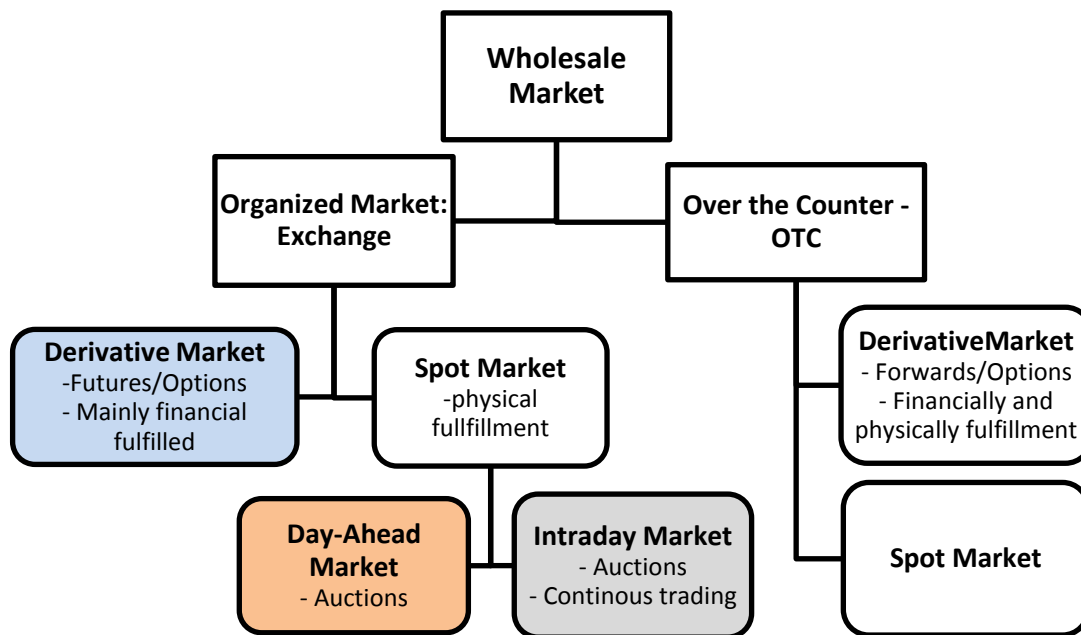 Wholesale
Market
Organized Market:
Exchange
Over the Counter -
OTC
Derivative Market
-Futures/Options
- Mainly financial
fulfilled
Spot Market
-physical
fullfillment
DerivativeMarket
- Forwards/Options
- Financially and
physically fulfillment
Day-Ahead
Market
- Auctions
Intraday Market
- Auctions
- Continous trading
Spot Market